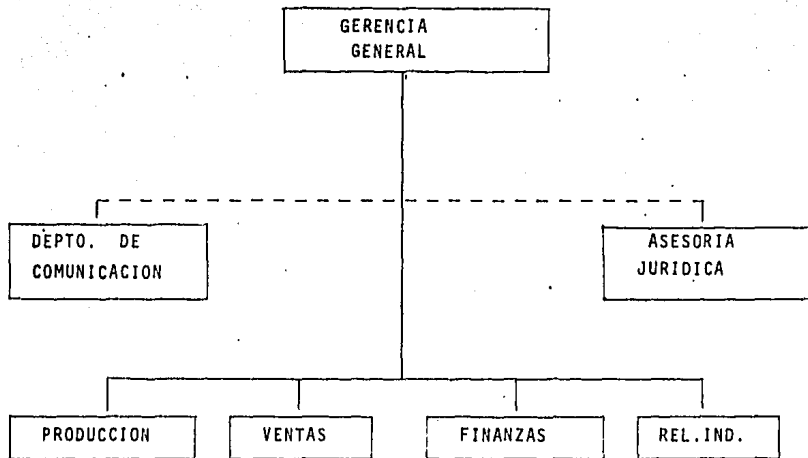 GERENCIA
GENERAL
DEPTO. DE
COMUNICACION
ASESORIA
JURIDICA
PRODUCCION
VENTAS
FINANZAS
REL.IND.